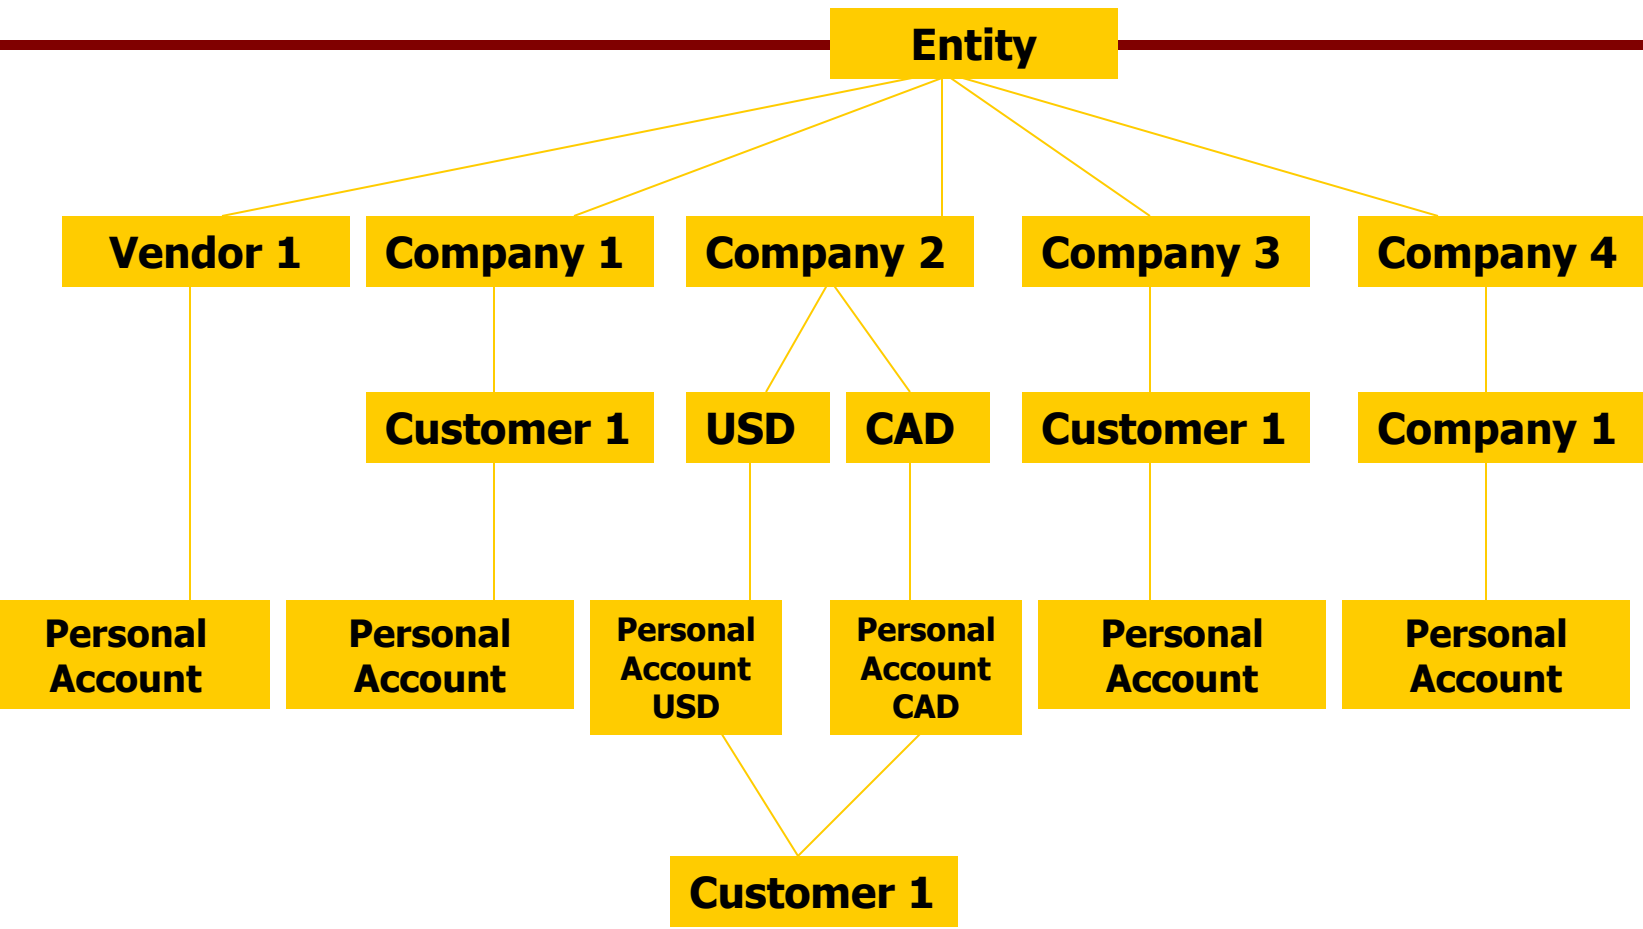 Entity
Vendor 1
Company 1
Company 2
Company 3
Company 4
Customer 1
USD
CAD
Customer 1
Company 1
Personal
Account
Personal
Account
Personal
Account
USD
Personal
Account
CAD
Personal
Account
Personal
Account
Customer 1